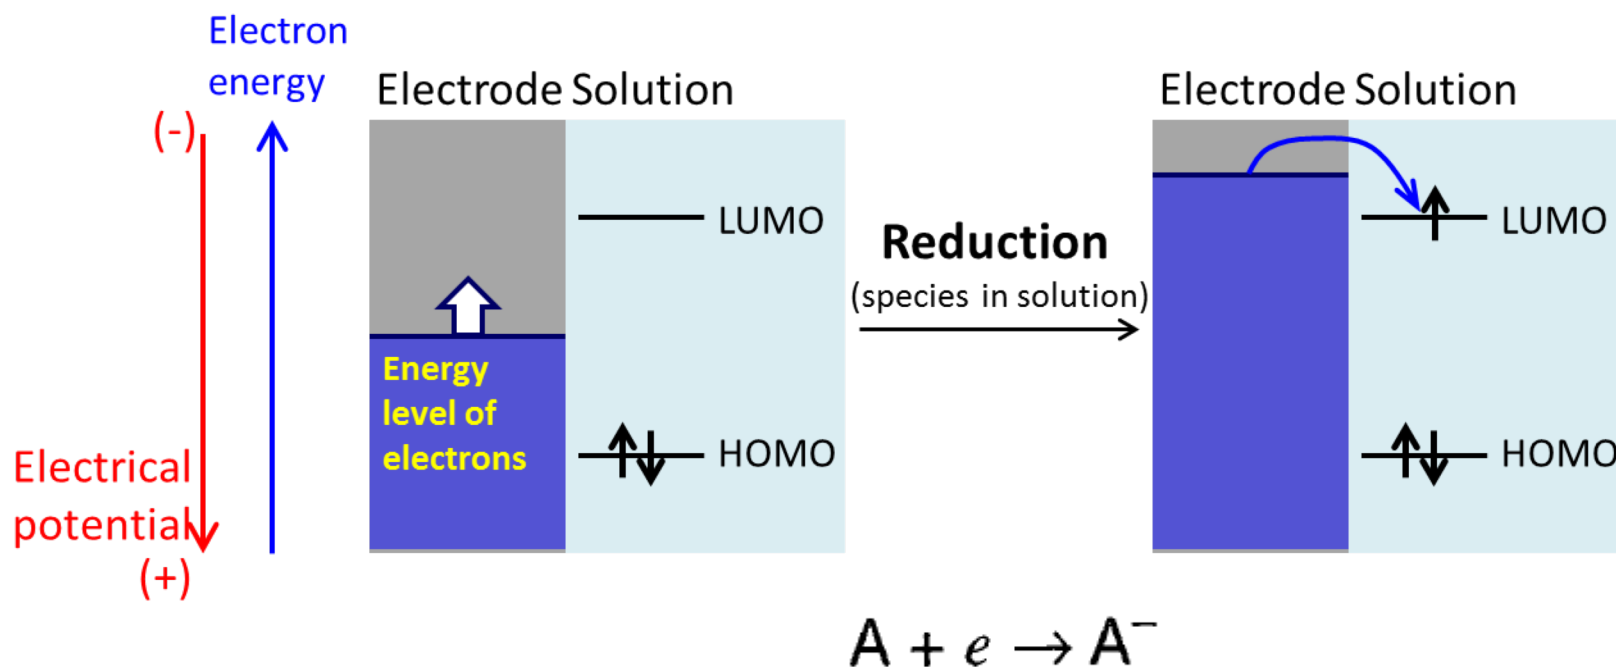 Electron
energy
Electrode Solution
Electrode Solution
(-)
LUMO
LUMO
Reduction
(species in solution)
Energy
level of
electrons
HOMO
HOMO
Electrical
potential
(+)
A + e → A⁻